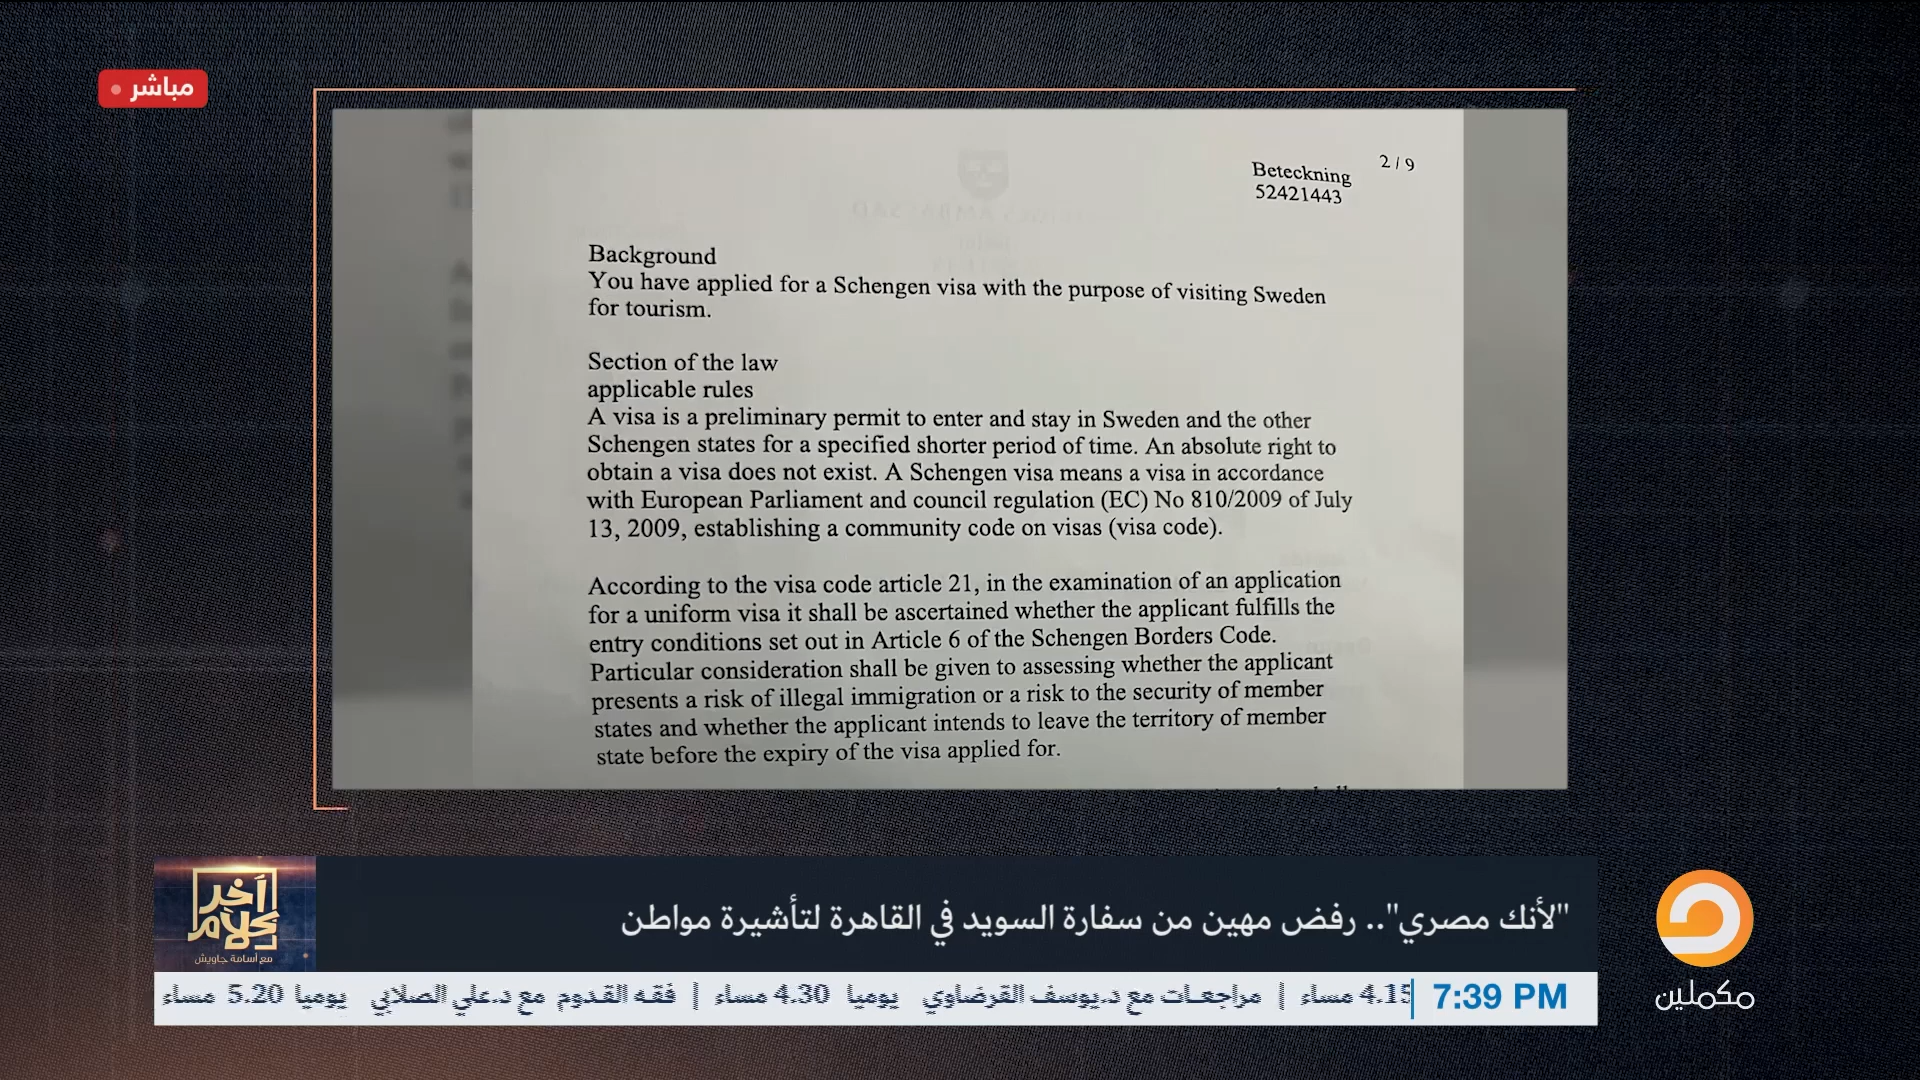 مباشر
2 / 9
Beteckning
52421443
Background
You have applied for a Schengen visa with the purpose of visiting Sweden
for tourism.
Section of the law
applicable rules
A visa is a preliminary permit to enter and stay in Sweden and the other
Schengen states for a specified shorter period of time. An absolute right to
obtain a visa does not exist. A Schengen visa means a visa in accordance
with European Parliament and council regulation (EC) No 810/2009 of July
13, 2009, establishing a community code on visas (visa code).
According to the visa code article 21, in the examination of an application
for a uniform visa it shall be ascertained whether the applicant fulfills the
entry conditions set out in Article 6 of the Schengen Borders Code.
Particular consideration shall be given to assessing whether the applicant
presents a risk of illegal immigration or a risk to the security of member
states and whether the applicant intends to leave the territory of member
state before the expiry of the visa applied for.
"لأنك مصري".. رفض مهين من سفارة السويد في القاهرة لتأشيرة مواطن
آخر
كلام
مع أسامة جاويش
7:39 PM
4.15 مساء | مراجعات مع د.يوسف القرضاوي يوميا 4.30 مساء | فقه القدوم مع د.علي الصلابي يوميا 5.20 مساء
مكملين